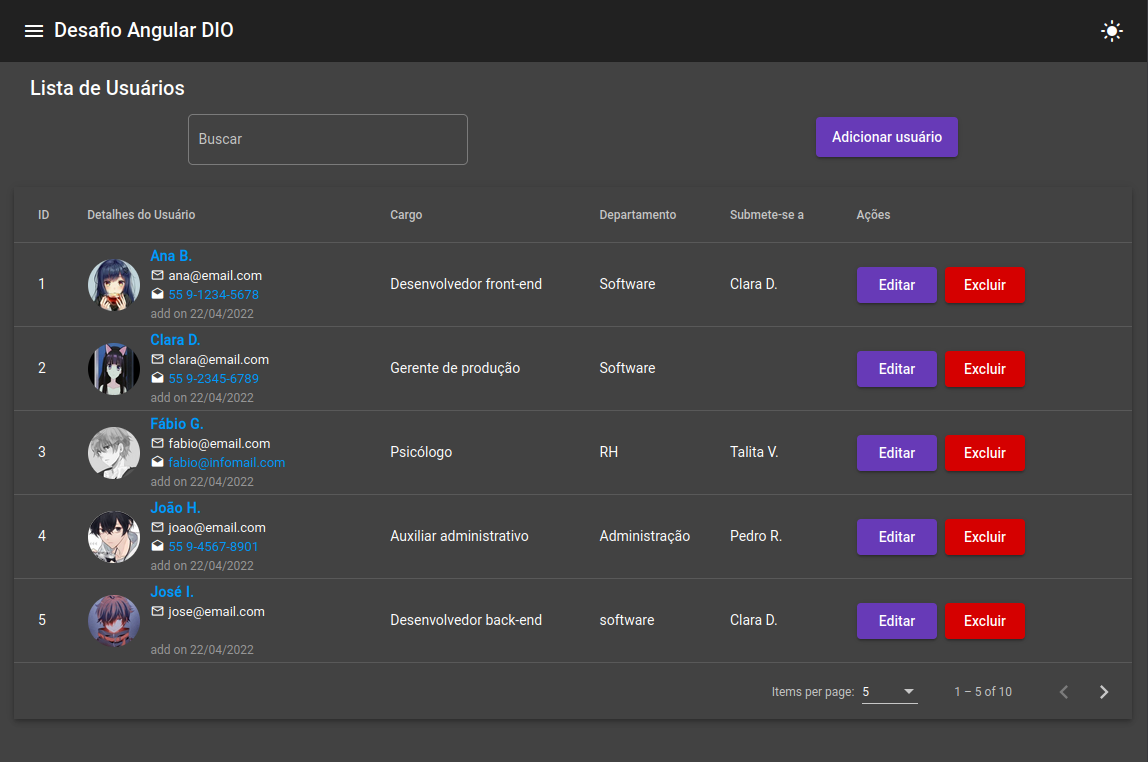 Desafio Angular DIO
Lista de Usuários
Buscar
Adicionar usuário
ID Detalhes do Usuário Cargo Departamento Submete-se a Ações
Ana B.
ana@email.com
1 Desenvolvedor front-end Software Clara D. Editar Excluir
55 9-1234-5678
add on 22/04/2022
Clara D.
clara@email.com
2 Gerente de produção Software Editar Excluir
55 9-2345-6789
add on 22/04/2022
Fábio G.
fabio@email.com
3 Psicólogo RH Talita V. Editar Excluir
fabio@infomail.com
add on 22/04/2022
João H.
joao@email.com
4 Auxiliar administrativo Administração Pedro R. Editar Excluir
55 9-4567-8901
add on 22/04/2022
José I.
jose@email.com
5 Desenvolvedor back-end software Clara D. Editar Excluir
add on 22/04/2022
Items per page: 5 1 – 5 of 10